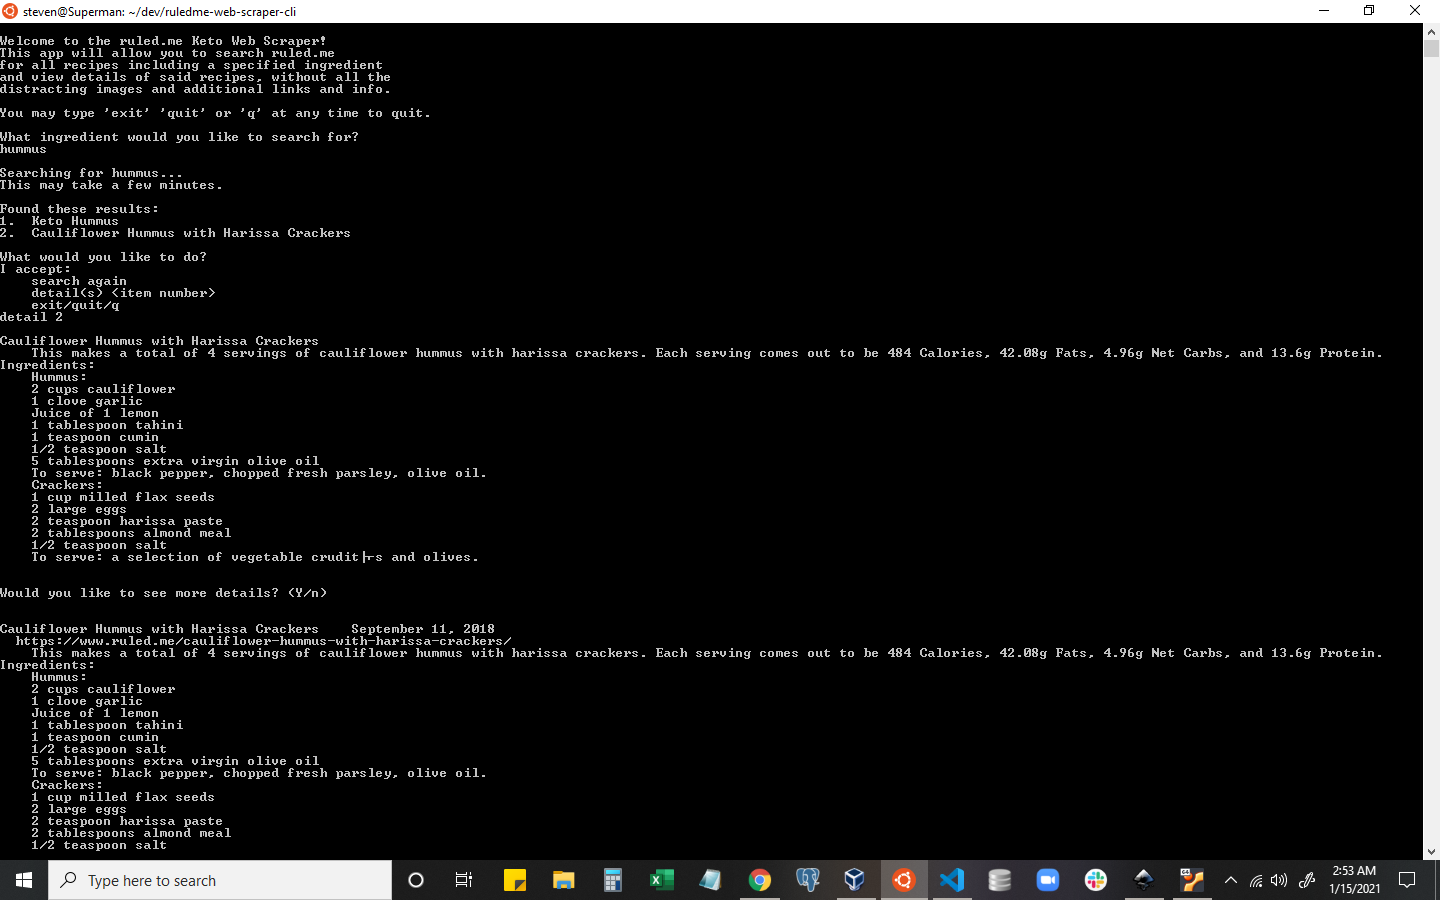 steven@Superman: ~/dev/ruledme-web-scraper-cli
Welcome to the ruled.me Keto Web Scraper!
This app will allow you to search ruled.me
for all recipes including a specified ingredient
and view details of said recipes, without all the
distracting images and additional links and info.
You may type 'exit' 'quit' or 'q' at any time to quit.
What ingredient would you like to search for?
hummus
Searching for hummus...
This may take a few minutes.
Found these results:
1. Keto Hummus
2. Cauliflower Hummus with Harissa Crackers
What would you like to do?
I accept:
search again
detail(s) <item number>
exit/quit/q
detail 2
Cauliflower Hummus with Harissa Crackers
This makes a total of 4 servings of cauliflower hummus with harissa crackers. Each serving comes out to be 484 Calories, 42.08g Fats, 4.96g Net Carbs, and 13.6g Protein.
Ingredients:
Hummus:
2 cups cauliflower
1 clove garlic
Juice of 1 lemon
1 tablespoon tahini
1 teaspoon cumin
1/2 teaspoon salt
5 tablespoons extra virgin olive oil
To serve: black pepper, chopped fresh parsley, olive oil.
Crackers:
1 cup milled flax seeds
2 large eggs
2 teaspoon harissa paste
2 tablespoons almond meal
1/2 teaspoon salt
To serve: a selection of vegetable crudit├⌐s and olives.
Would you like to see more details? (Y/n)
Cauliflower Hummus with Harissa Crackers September 11, 2018
https://www.ruled.me/cauliflower-hummus-with-harissa-crackers/
This makes a total of 4 servings of cauliflower hummus with harissa crackers. Each serving comes out to be 484 Calories, 42.08g Fats, 4.96g Net Carbs, and 13.6g Protein.
Ingredients:
Hummus:
2 cups cauliflower
1 clove garlic
Juice of 1 lemon
1 tablespoon tahini
1 teaspoon cumin
1/2 teaspoon salt
5 tablespoons extra virgin olive oil
To serve: black pepper, chopped fresh parsley, olive oil.
Crackers:
1 cup milled flax seeds
2 large eggs
2 teaspoon harissa paste
2 tablespoons almond meal
1/2 teaspoon salt
Type here to search
2:53 AM
1/15/2021